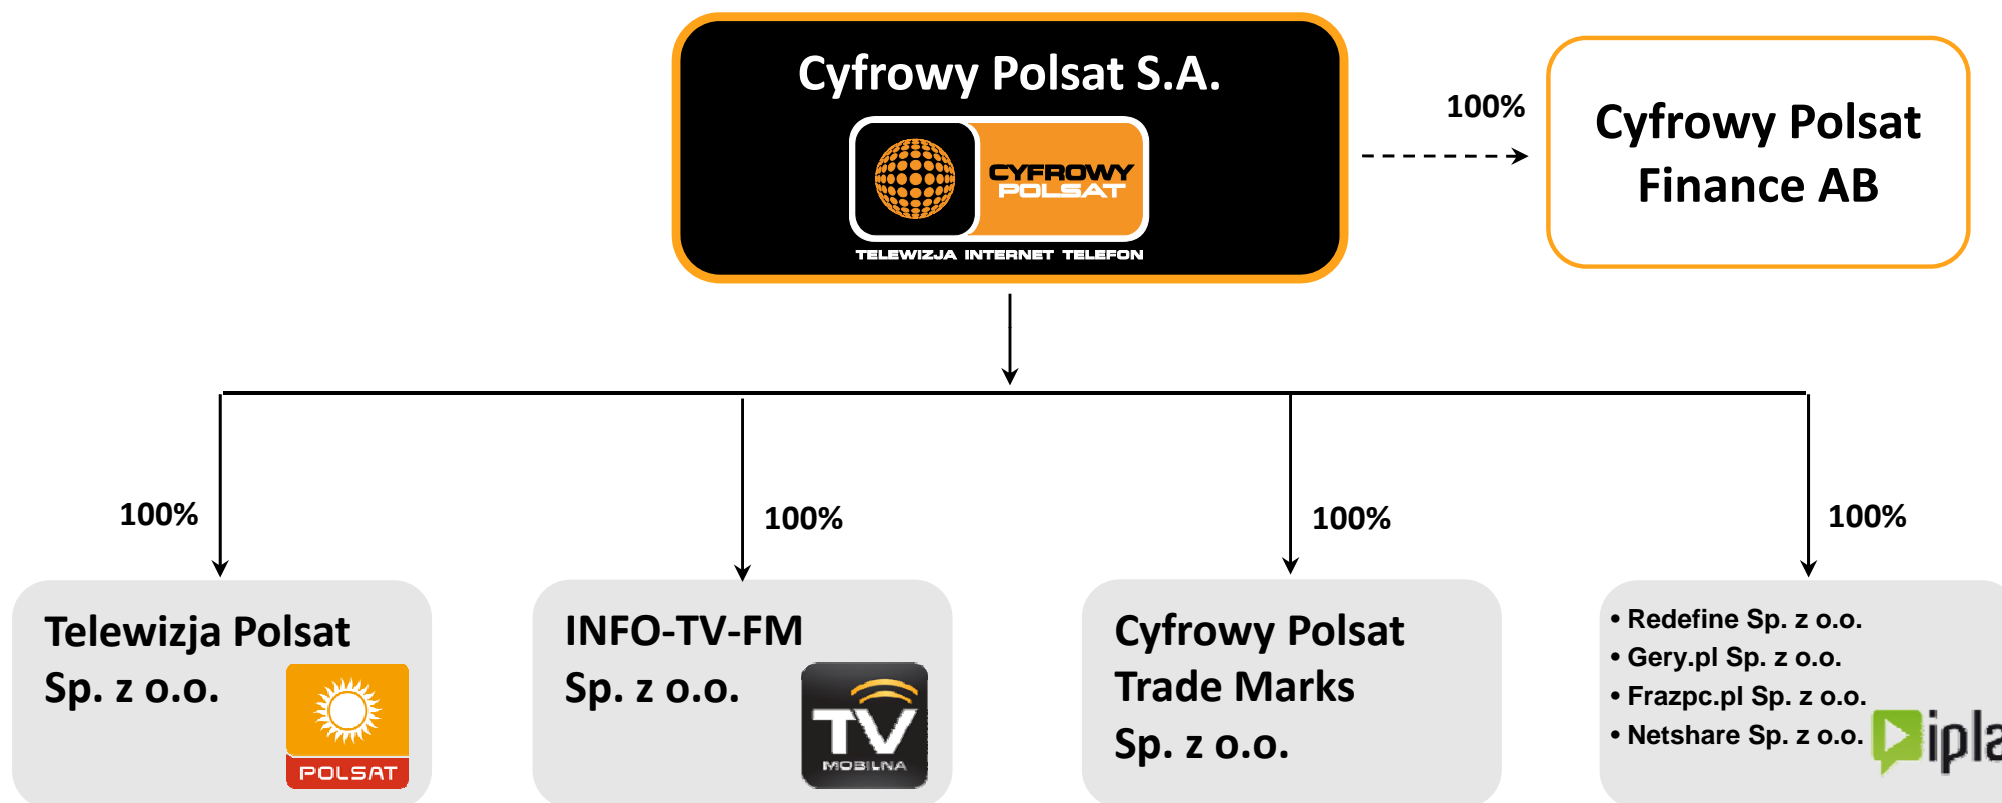 Cyfrowy Polsat S.A.
CYFROWY
POLSAT
TELEWIZJA INTERNET TELEFON
100%
Cyfrowy Polsat
Finance AB
100%
100%
100%
100%
Telewizja Polsat
Sp. z o.o.
POLSAT
INFO-TV-FM
Sp. z o.o.
TV
MOBILNA
Cyfrowy Polsat
Trade Marks
Sp. z o.o.
• Redefine Sp. z o.o.
• Gery.pl Sp. z o.o.
• Frazpc.pl Sp. z o.o.
• Netshare Sp. z o.o.
ipla